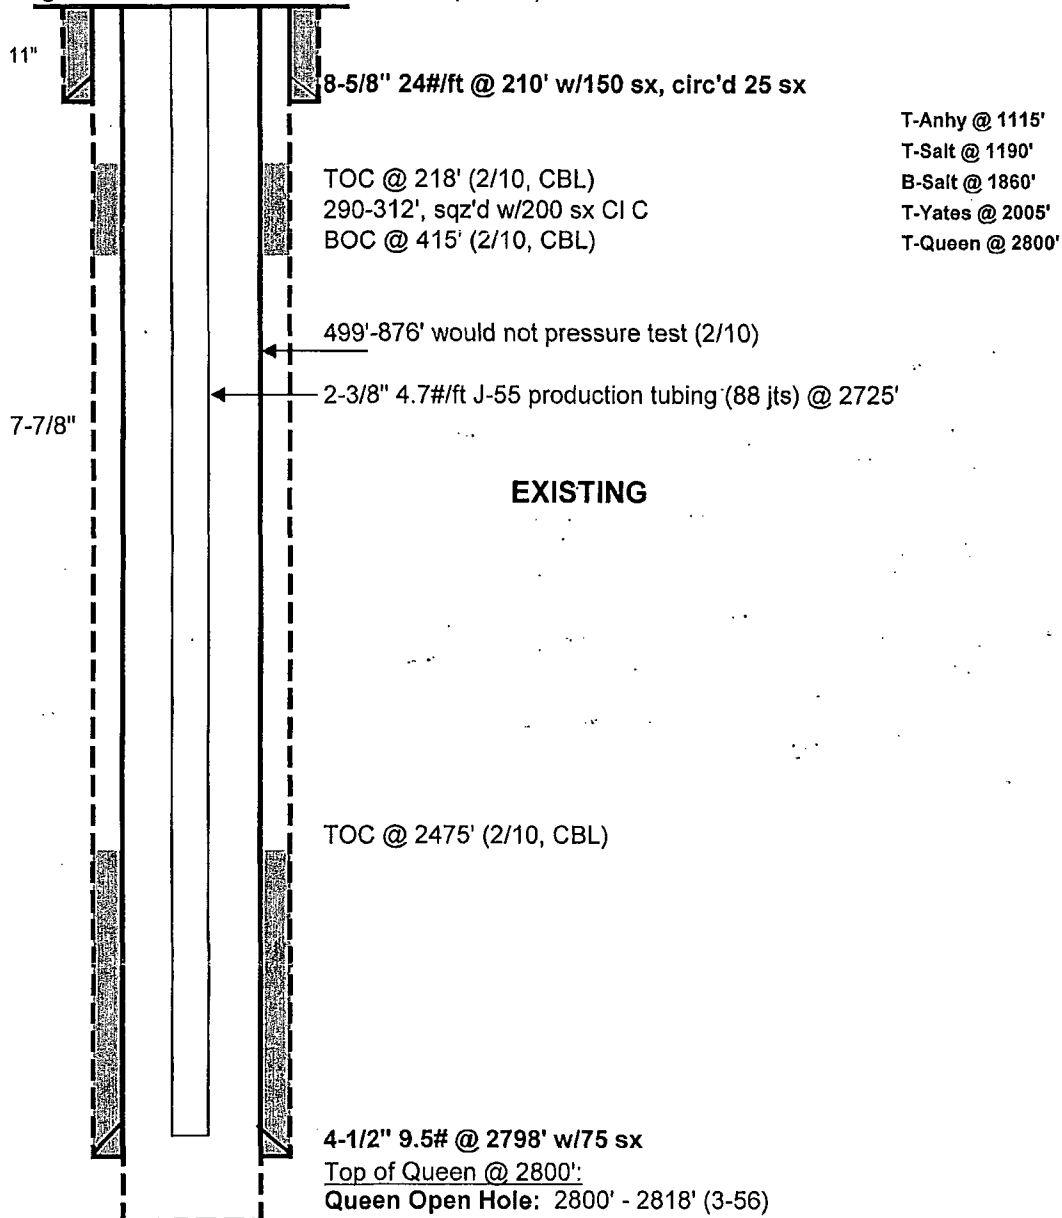 11"
8-5/8" 24#/ft @ 210' w/150 sx, circ'd 25 sx
T-Anhy @ 1115'
T-Salt @ 1190'
B-Salt @ 1860'
T-Yates @ 2005'
T-Queen @ 2800'
TOC @ 218' (2/10, CBL)
290-312', sqz'd w/200 sx Cl C
BOC @ 415' (2/10, CBL)
499'-876' would not pressure test (2/10)
2-3/8" 4.7#/ft J-55 production tubing (88 jts) @ 2725'
7-7/8"
EXISTING
TOC @ 2475' (2/10, CBL)
4-1/2" 9.5# @ 2798' w/75 sx
Top of Queen @ 2800':
Queen Open Hole: 2800' - 2818' (3-56)